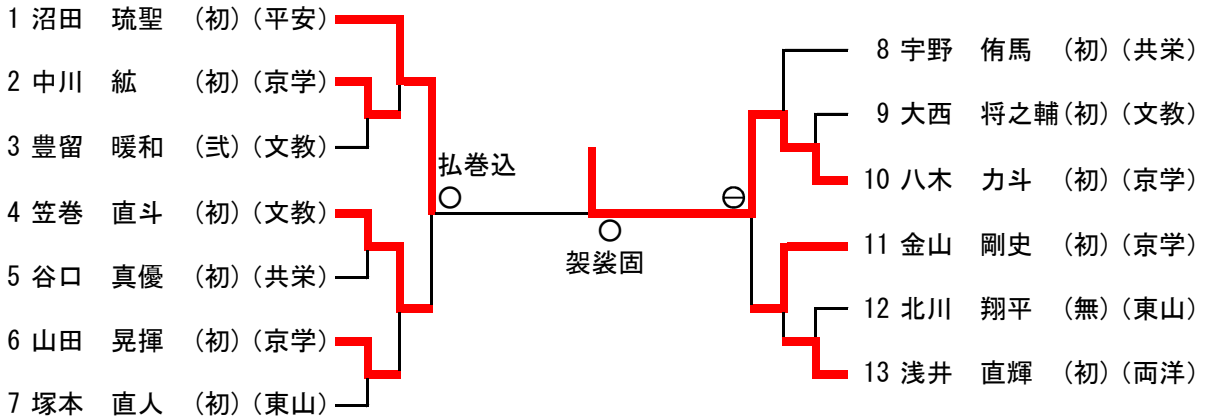 1 沼田　琉聖　(初)(平安)
2 中川　紘　　(初)(京学)
3 豊留　暖和　(弐)(文教)
4 笠巻　直斗　(初)(文教)
5 谷口　真優　(初)(共栄)
6 山田　晃揮　(初)(京学)
7 塚本　直人　(初)(東山)
払巻込
袈裟固
8 宇野　侑馬　(初)(共栄)
9 大西　将之輔(初)(文教)
10 八木　力斗　(初)(京学)
11 金山　剛史　(初)(京学)
12 北川　翔平　(無)(東山)
13 浅井　直輝　(初)(両洋)